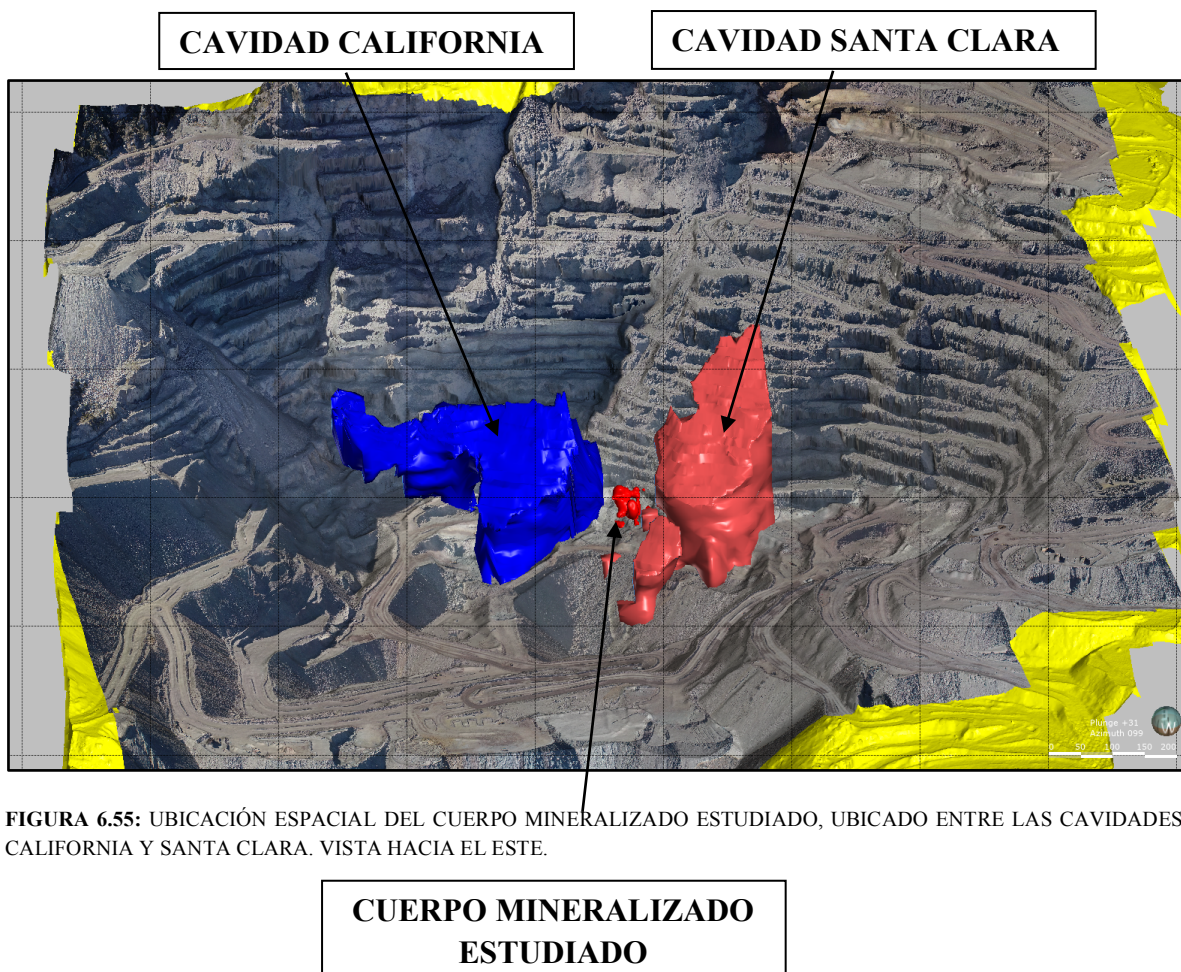 CAVIDAD CALIFORNIA
CAVIDAD SANTA CLARA
Plunge +31
Azimuth 099
0 50 100 150 200
FIGURA 6.55: UBICACIÓN ESPACIAL DEL CUERPO MINERALIZADO ESTUDIADO, UBICADO ENTRE LAS CAVIDADES
CALIFORNIA Y SANTA CLARA. VISTA HACIA EL ESTE.
CUERPO MINERALIZADO
ESTUDIADO